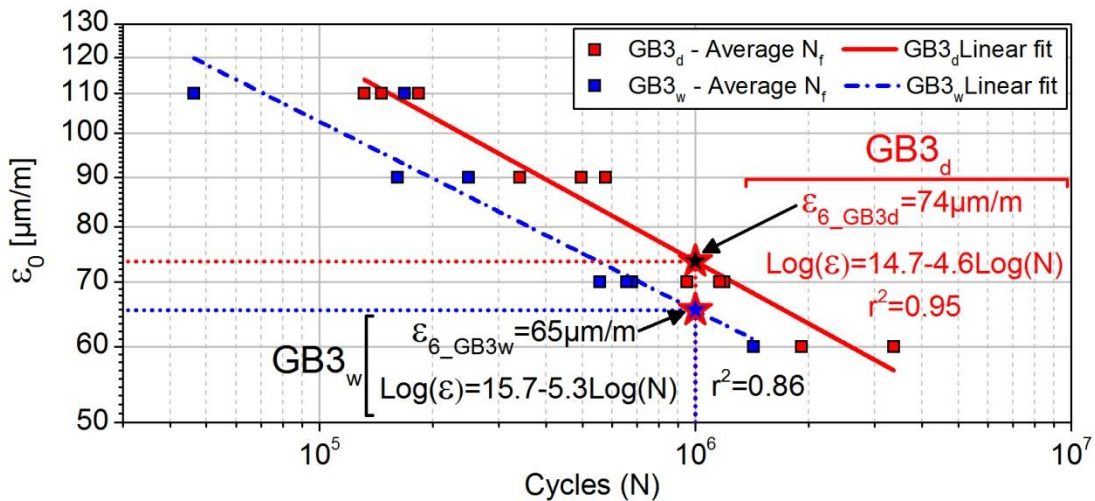 130
120
110
100
90
80
70
60
50
ε₀ [µm/m]
GB3d - Average Nf
GB3d Linear fit
GB3w - Average Nf
GB3wLinear fit
GB3d
ε6_GB3d=74µm/m
Log(ε)=14.7-4.6Log(N)
r²=0.95
GB3w
ε6_GB3w=65µm/m
Log(ε)=15.7-5.3Log(N)
r²=0.86
10⁵
10⁶
10⁷
Cycles (N)